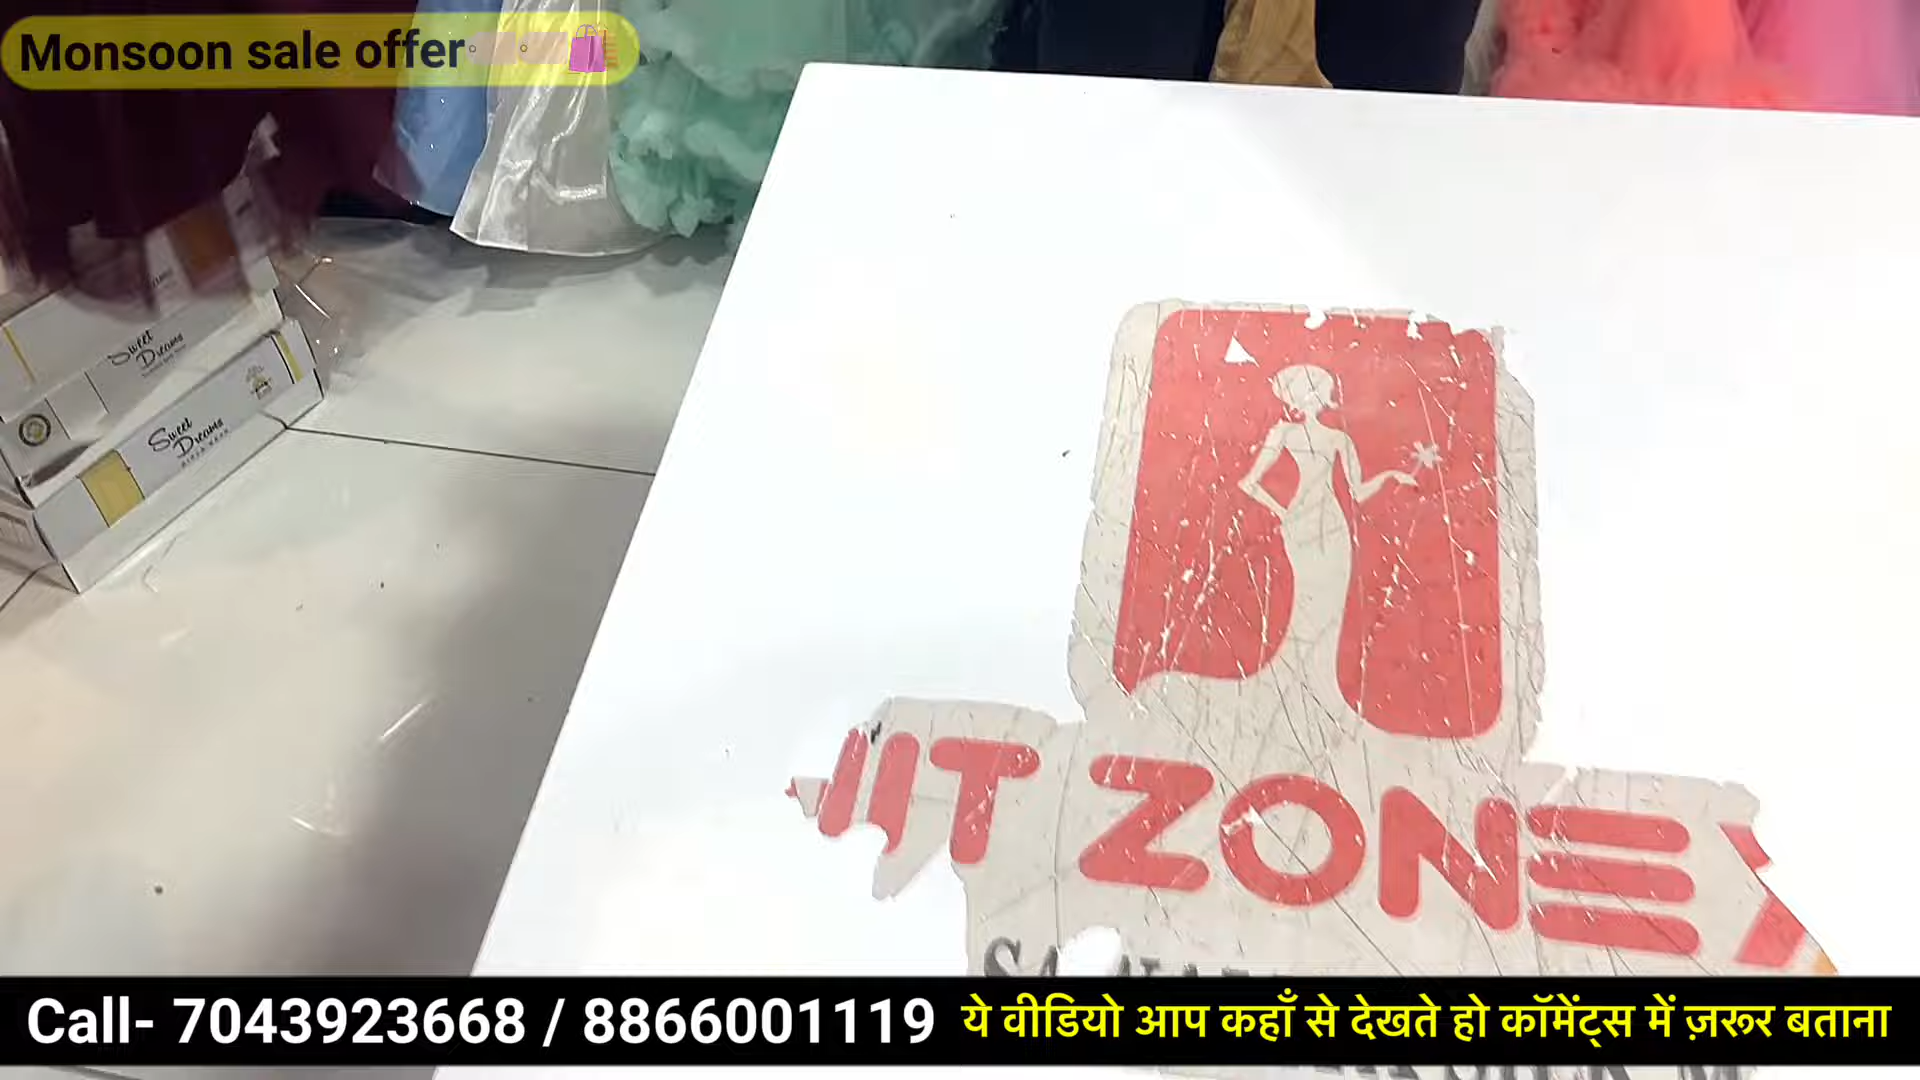 Monsoon sale offer
Sweet
Dreams
Sweet
Dreams
IT ZONE
Call- 7043923668 / 8866001119 ये वीडियो आप कहाँ से देखते हो कॉमेंट्स में ज़रूर बताना